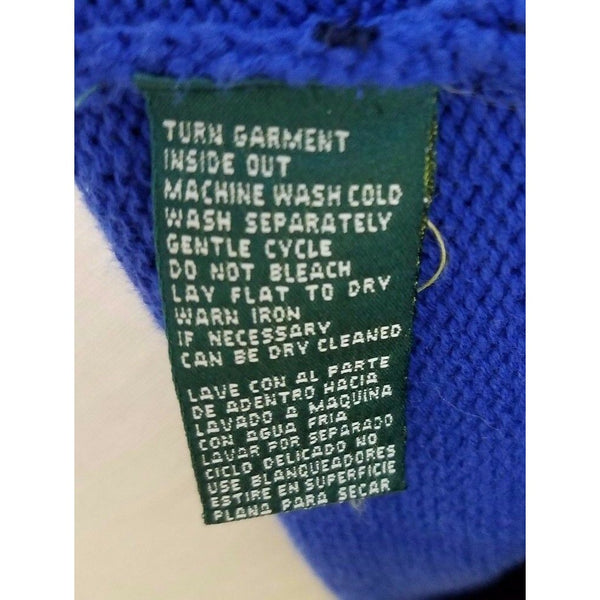 TURN GARMENT
INSIDE OUT
MACHINE WASH COLD
WASH SEPARATELY
GENTLE CYCLE
DO NOT BLEACH
LAY FLAT TO DRY
WARN IRON
IF NECESSARY
CAN BE DRY CLEANED
LAVE CON AL PARTE
DE ADENTRO HACIA
LAVADO A MAQUINA
CON AGUA FRIA
LAVAR POR SEPARADO
CICLO DELICADO NO
USE BLANQUEADORES
ESTIRE EN SUPERFICIE
PLANA PARA SECAR